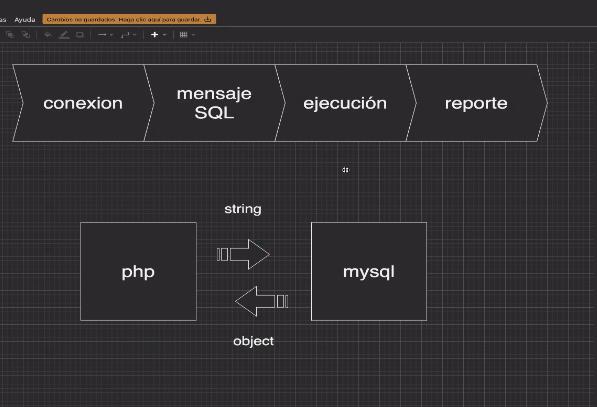 as Ayuda Cambios no guardados. Haga clic aquí para guardar.
conexion
mensaje
SQL
ejecución
reporte
string
php
mysql
object